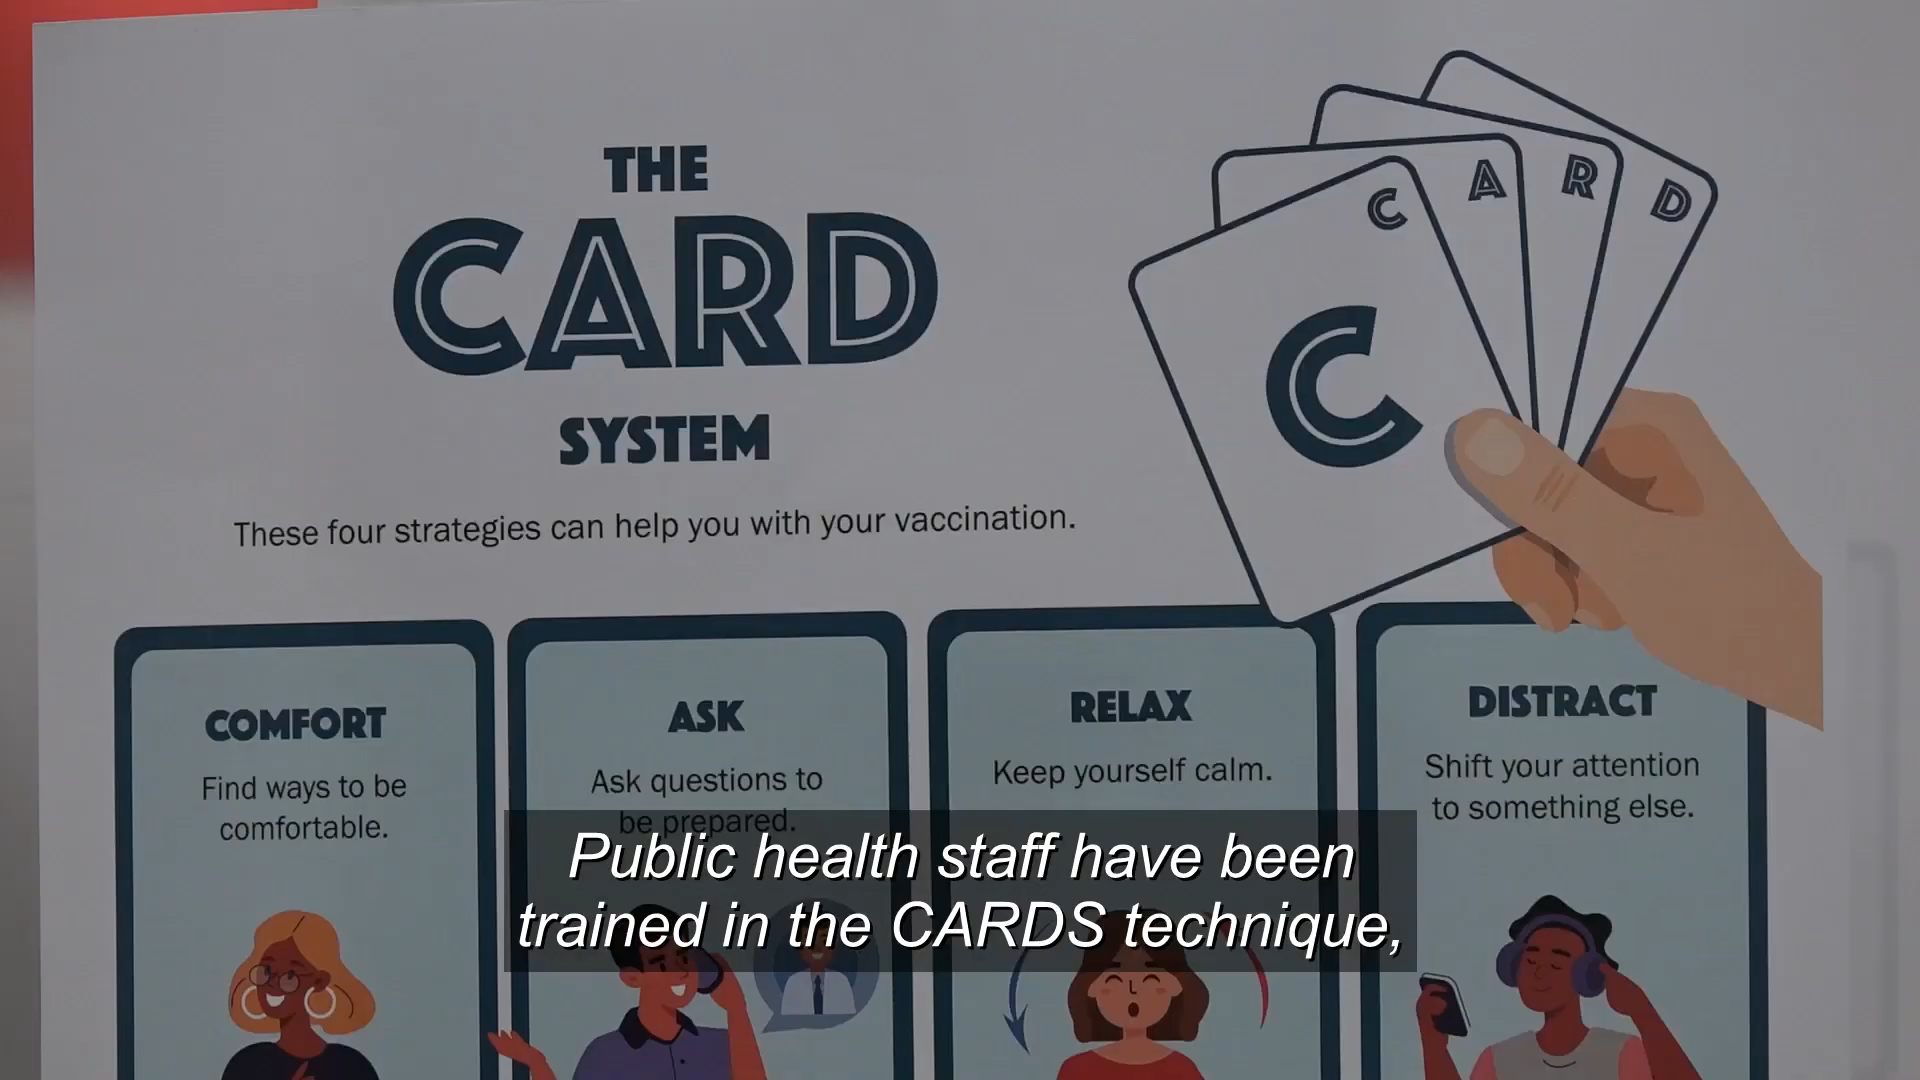 THE
CARD
SYSTEM
These four strategies can help you with your vaccination.
C
A
R
D
C
COMFORT
Find ways to be
comfortable.
ASK
Ask questions to
be prepared.
RELAX
Keep yourself calm.
DISTRACT
Shift your attention
to something else.
Public health staff have been
trained in the CARDS technique,